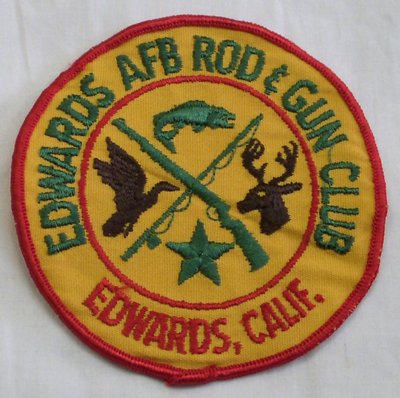 EDWARDS AFB ROD & GUN CLUB
EDWARDS, CALIF.